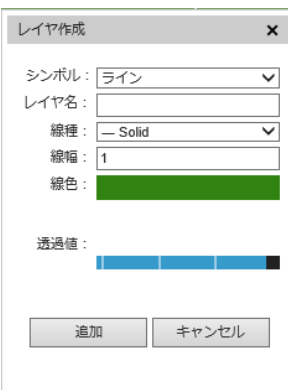 レイヤ作成 ×
シンボル： ライン
レイヤ名：
線種： — Solid
線幅： 1
線色：
透過値：
追加 キャンセル